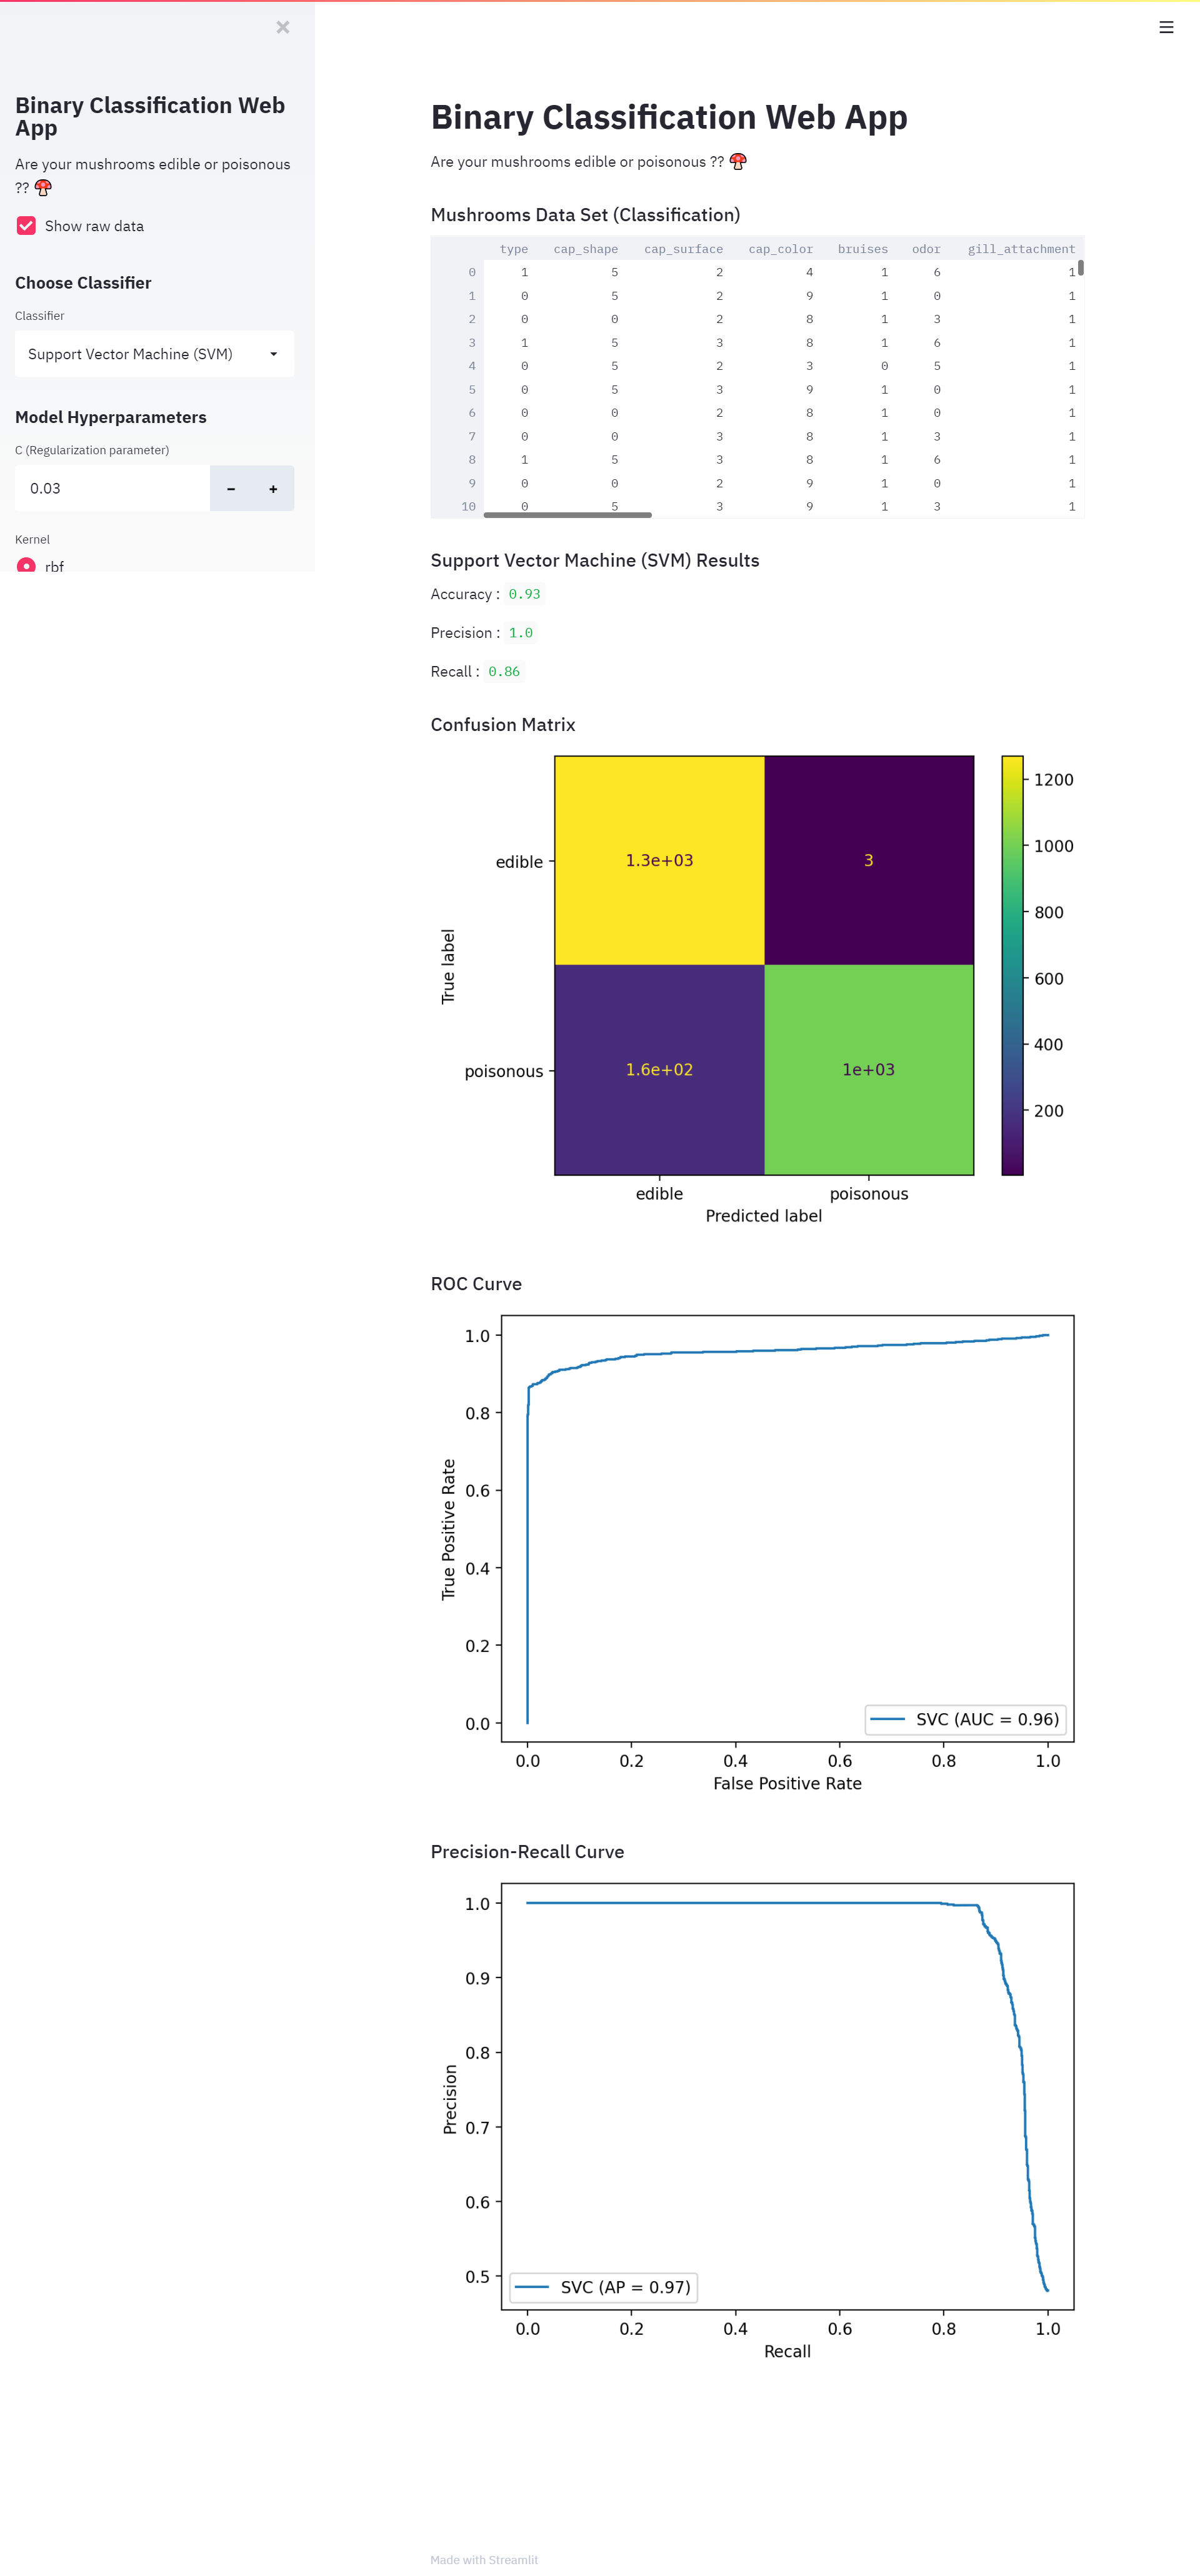 Binary Classification Web
App
Are your mushrooms edible or poisonous
?? 🍄
Show raw data
Choose Classifier
Classifier
Support Vector Machine (SVM)
Model Hyperparameters
C (Regularization parameter)
0.03 − +
Kernel
rbf
Binary Classification Web App
Are your mushrooms edible or poisonous ?? 🍄
Mushrooms Data Set (Classification)
type cap_shape cap_surface cap_color bruises odor gill_attachment
0 1 5 2 4 1 6 1
1 0 5 2 9 1 0 1
2 0 0 2 8 1 3 1
3 1 5 3 8 1 6 1
4 0 5 2 3 0 5 1
5 0 5 3 9 1 0 1
6 0 0 2 8 1 0 1
7 0 0 3 8 1 3 1
8 1 5 3 8 1 6 1
9 0 0 2 9 1 0 1
10 0 5 3 9 1 3 1
Support Vector Machine (SVM) Results
Accuracy : 0.93
Precision : 1.0
Recall : 0.86
Confusion Matrix
True label
edible 1.3e+03 3
poisonous 1.6e+02 1e+03
edible poisonous
Predicted label
1200
1000
800
600
400
200
ROC Curve
True Positive Rate
1.0
0.8
0.6
0.4
0.2
0.0
SVC (AUC = 0.96)
0.0 0.2 0.4 0.6 0.8 1.0
False Positive Rate
Precision-Recall Curve
Precision
1.0
0.9
0.8
0.7
0.6
0.5
SVC (AP = 0.97)
0.0 0.2 0.4 0.6 0.8 1.0
Recall
Made with Streamlit